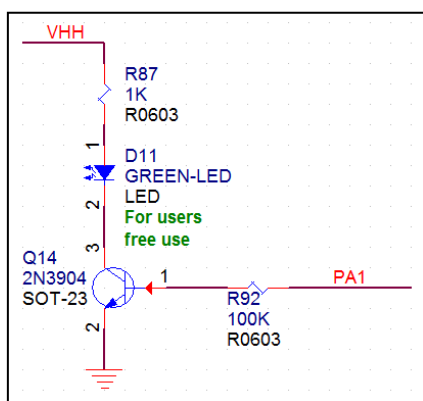 VHH
R87
1K
R0603
1
D11
GREEN-LED
LED
For users
free use
2
3
Q14
2N3904
SOT-23
1
PA1
R92
100K
R0603
2